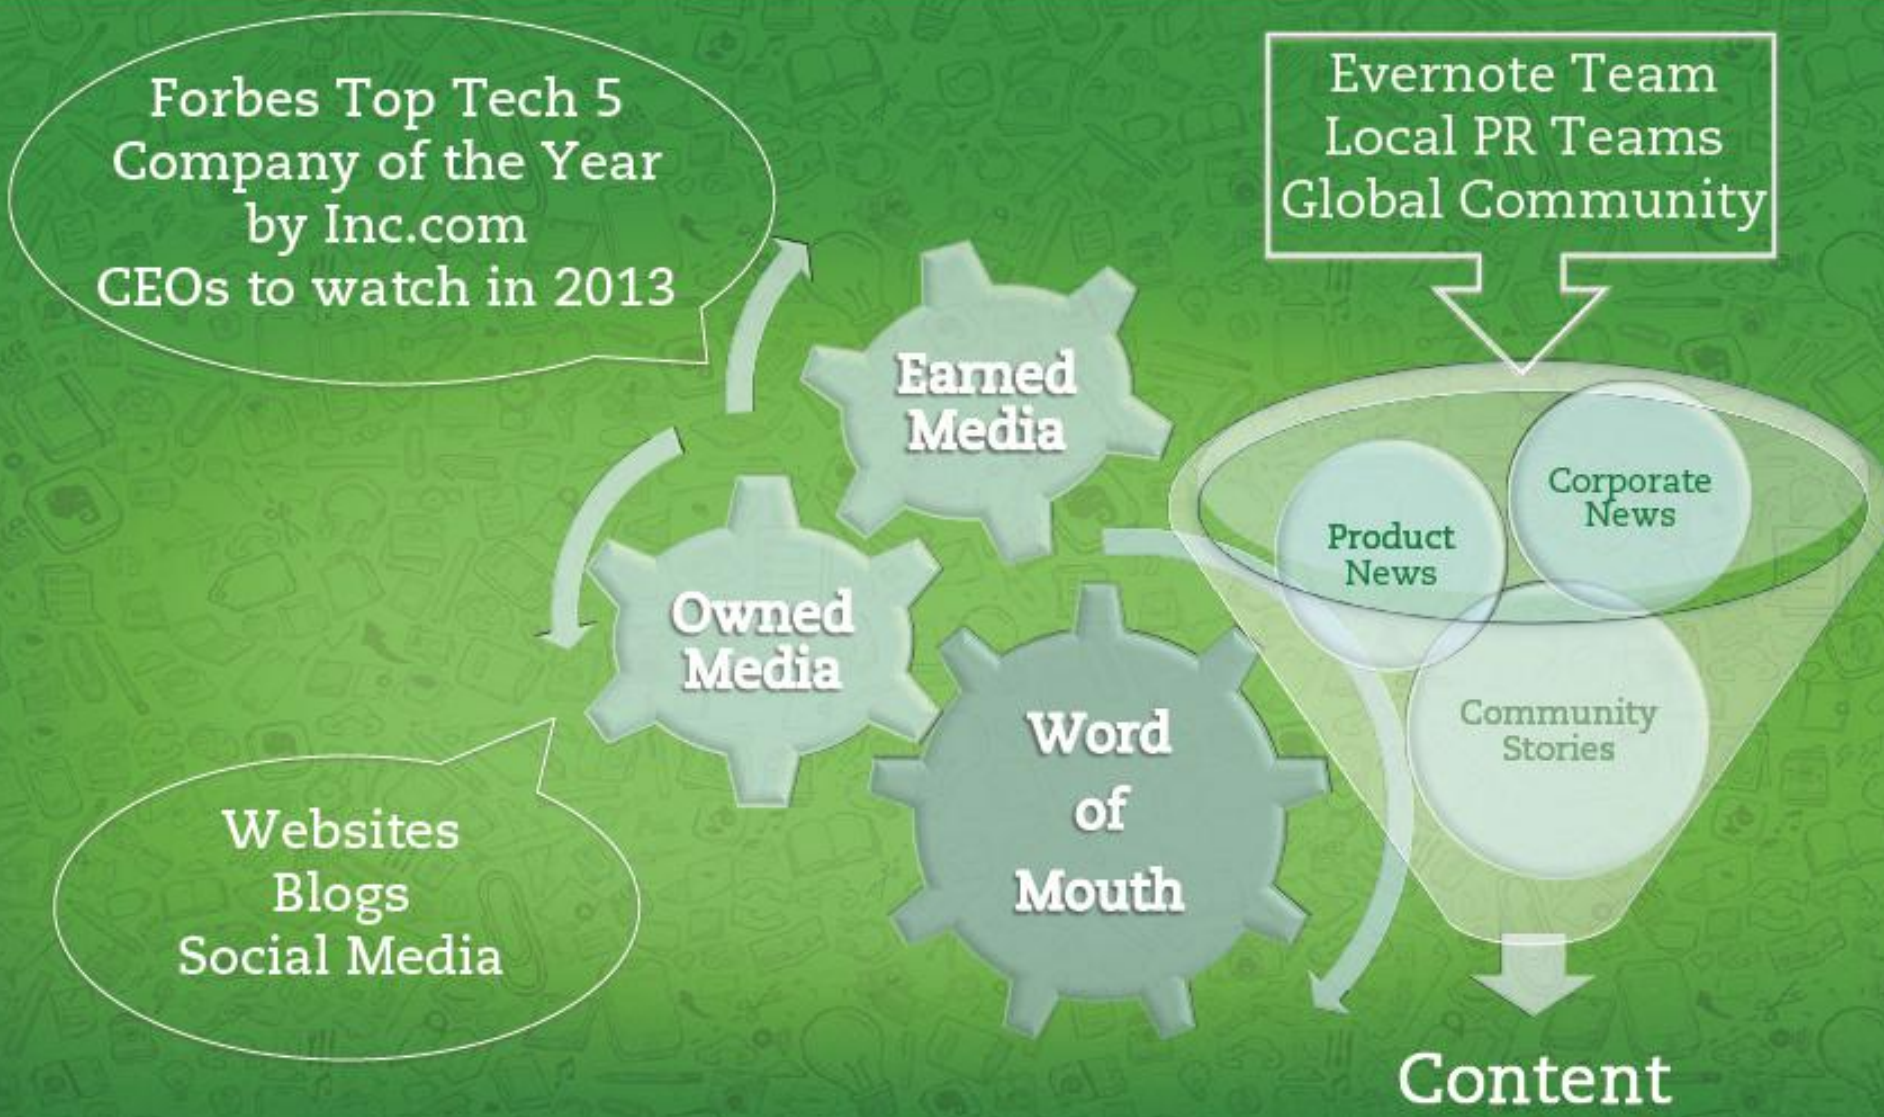 Forbes Top Tech 5
Company of the Year
by Inc.com
CEOs to watch in 2013
Evernote Team
Local PR Teams
Global Community
Earned
Media
Owned
Media
Word
of
Mouth
Corporate
News
Product
News
Community
Stories
Websites
Blogs
Social Media
Content